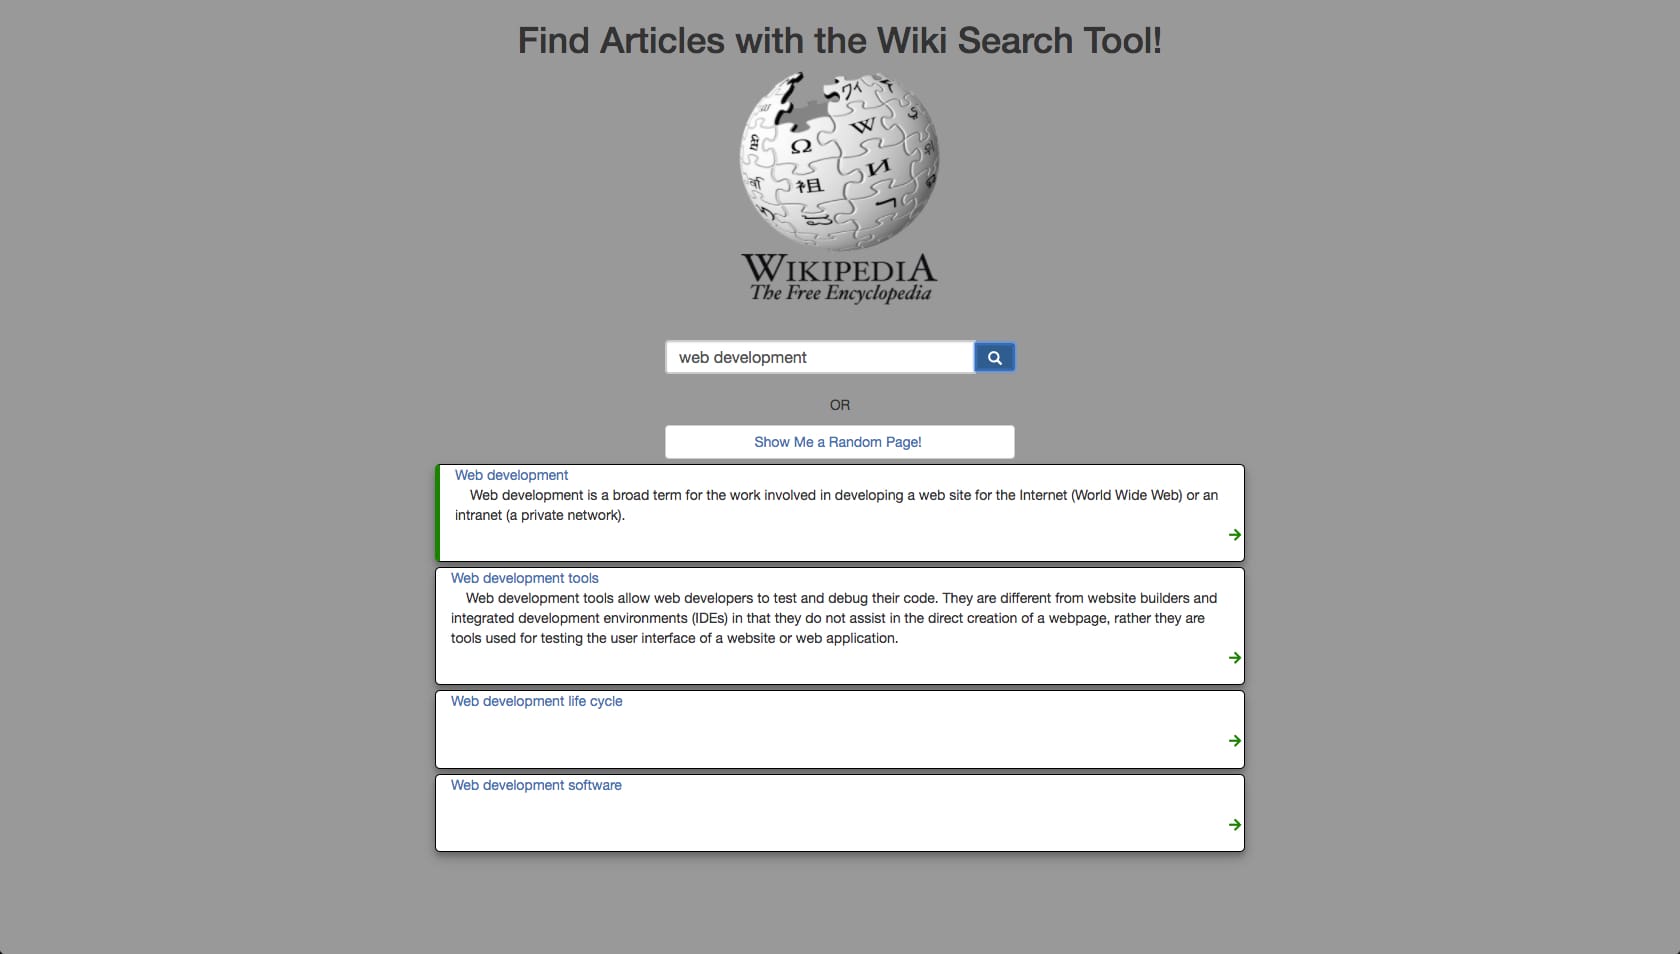 Find Articles with the Wiki Search Tool!
ワィ
W
Ω
И
祖
WIKIPEDIA
The Free Encyclopedia
web development
OR
Show Me a Random Page!
Web development
Web development is a broad term for the work involved in developing a web site for the Internet (World Wide Web) or an
intranet (a private network).
Web development tools
Web development tools allow web developers to test and debug their code. They are different from website builders and
integrated development environments (IDEs) in that they do not assist in the direct creation of a webpage, rather they are
tools used for testing the user interface of a website or web application.
Web development life cycle
Web development software